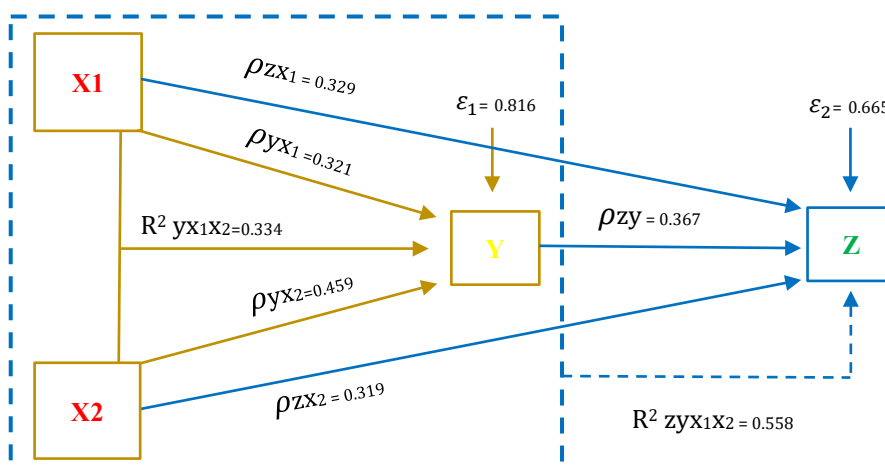 X1
ρzx₁ = 0.329
ε₁= 0.816
ε₂= 0.665
ρyx₁ = 0.321
R² yx₁x₂=0.334
Y
ρzy = 0.367
Z
ρyx₂=0.459
X2
ρzx₂ = 0.319
R² zyx₁x₂ = 0.558